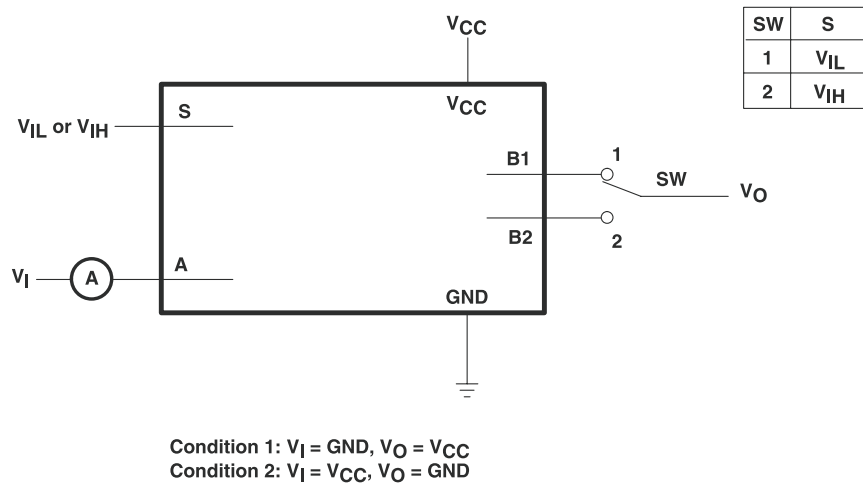 VCC
SW S
1 VIL
2 VIH
VCC
S
VIL or VIH
B1
1
SW
VO
B2
2
A
VI
A
GND
Condition 1: VI = GND, VO = VCC
Condition 2: VI = VCC, VO = GND